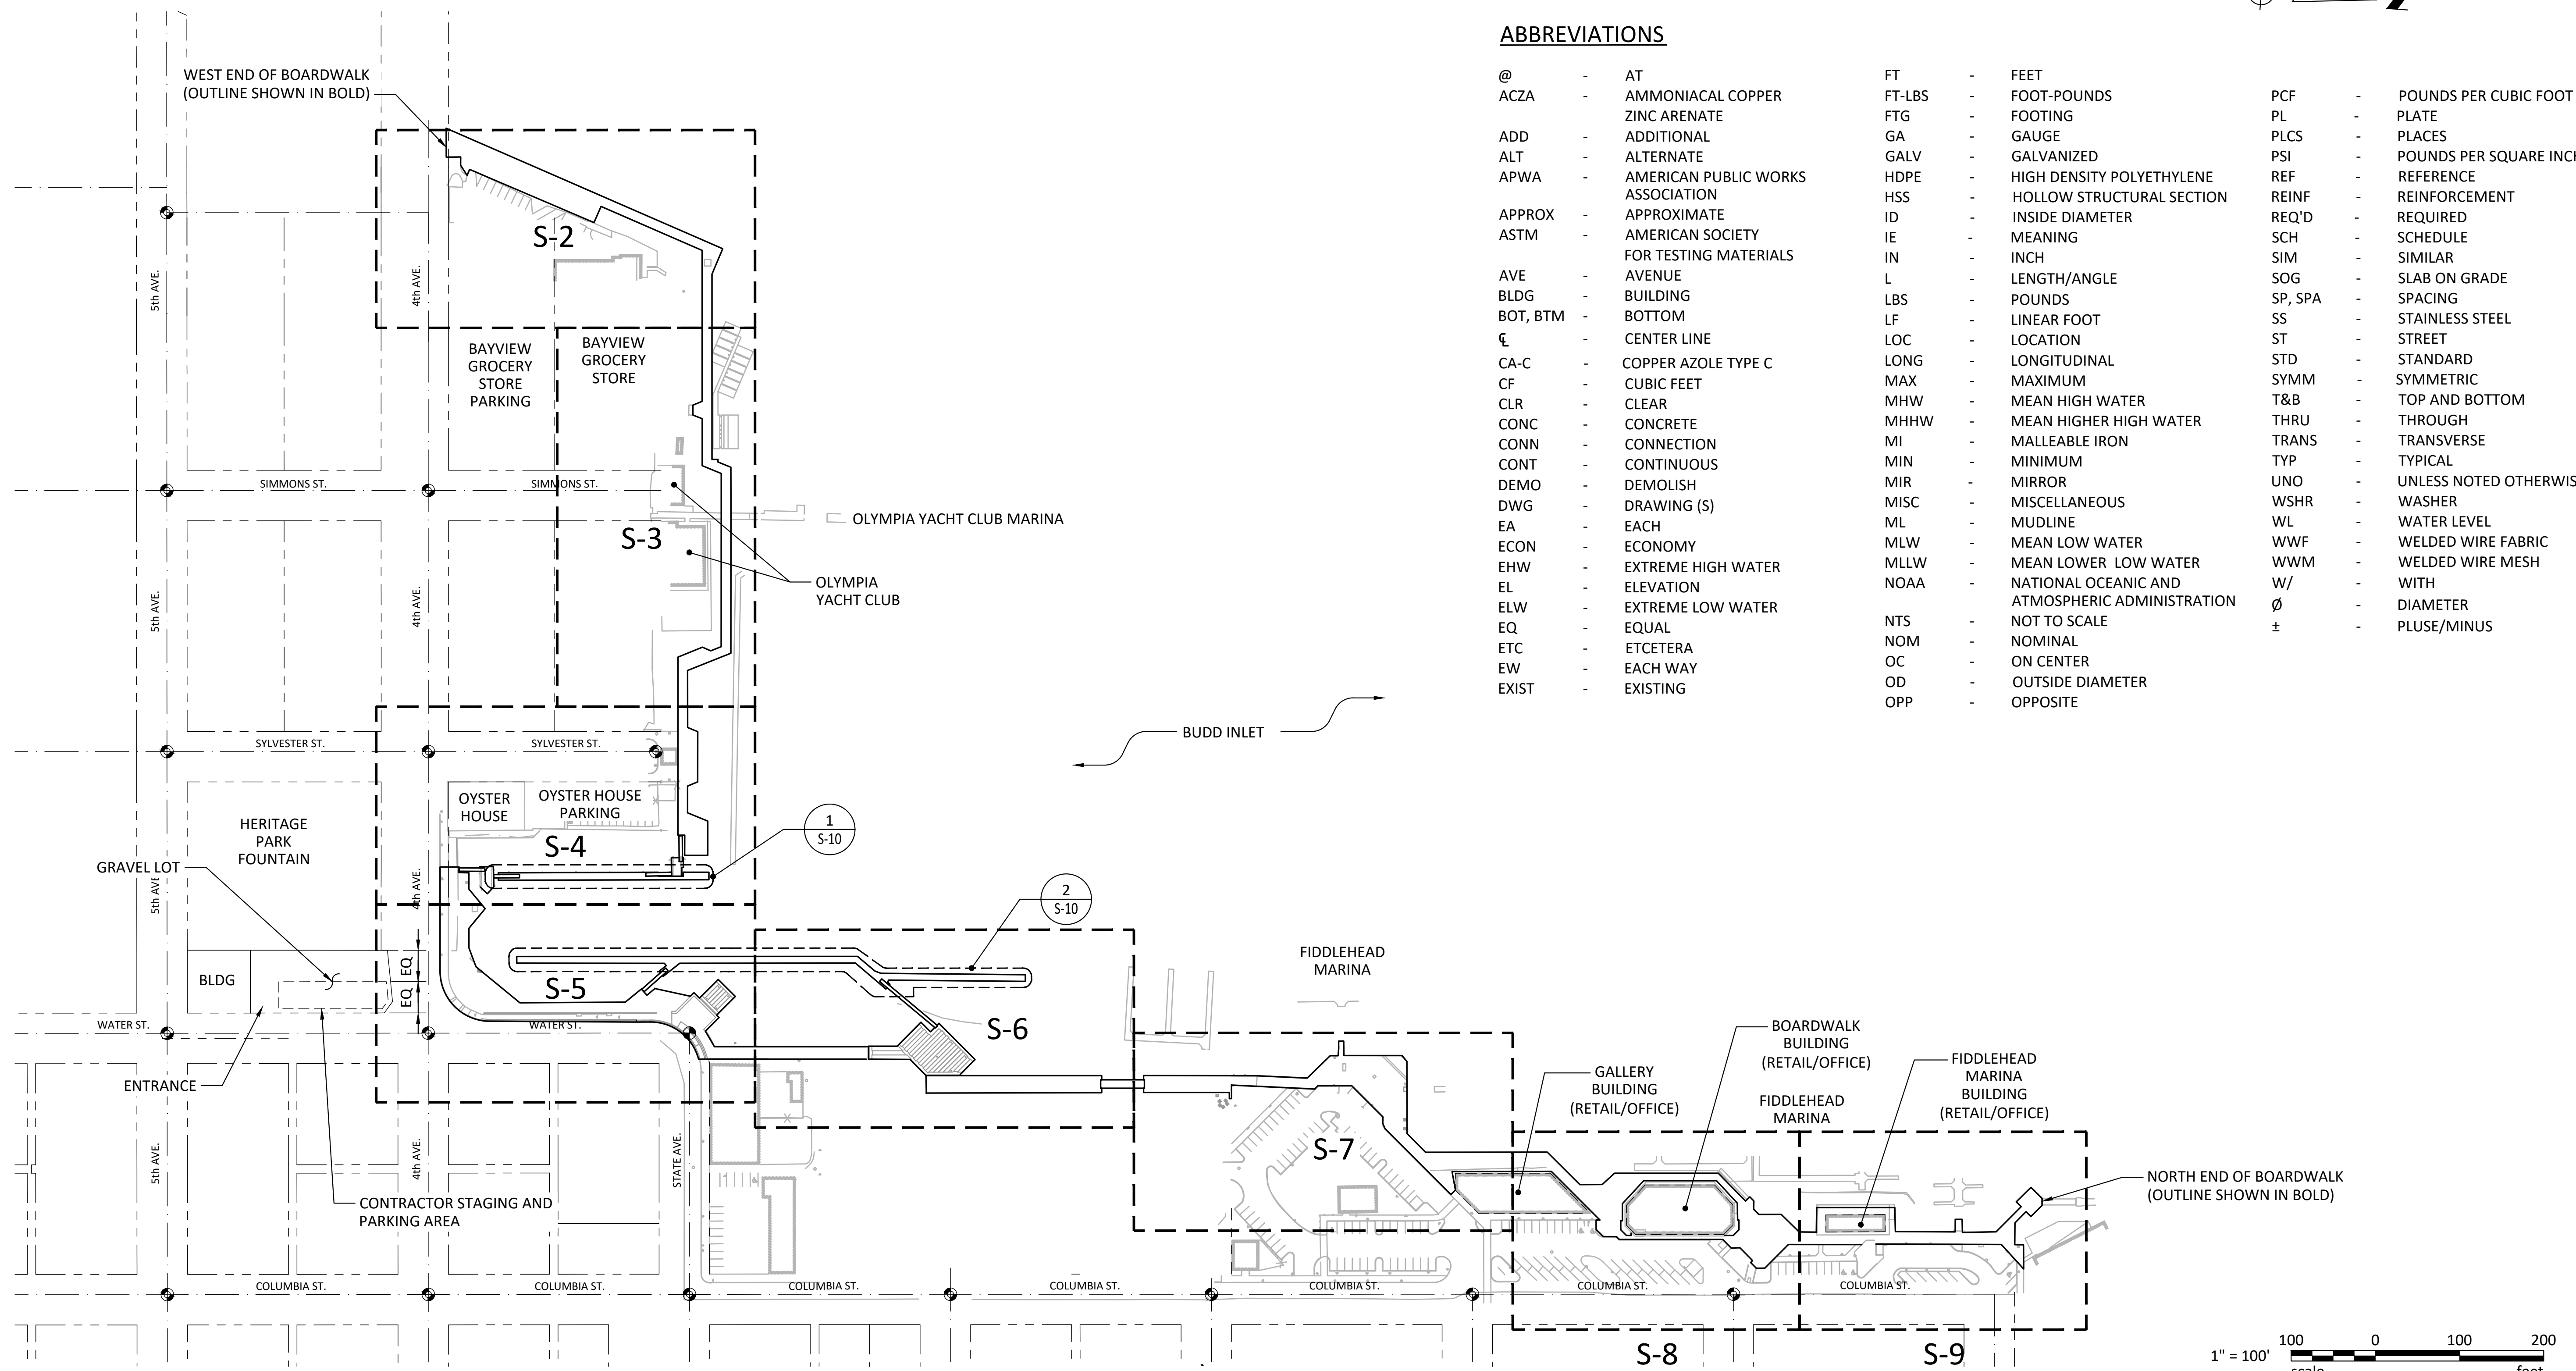 ABBREVIATIONS
@ - AT
ACZA - AMMONIACAL COPPER
ZINC ARENATE
ADD - ADDITIONAL
ALT - ALTERNATE
APWA - AMERICAN PUBLIC WORKS
ASSOCIATION
APPROX - APPROXIMATE
ASTM - AMERICAN SOCIETY
FOR TESTING MATERIALS
AVE - AVENUE
BLDG - BUILDING
BOT, BTM - BOTTOM
℄ - CENTER LINE
CA-C - COPPER AZOLE TYPE C
CF - CUBIC FEET
CLR - CLEAR
CONC - CONCRETE
CONN - CONNECTION
CONT - CONTINUOUS
DEMO - DEMOLISH
DWG - DRAWING (S)
EA - EACH
ECON - ECONOMY
EHW - EXTREME HIGH WATER
EL - ELEVATION
ELW - EXTREME LOW WATER
EQ - EQUAL
ETC - ETCETERA
EW - EACH WAY
EXIST - EXISTING
FT - FEET
FT-LBS - FOOT-POUNDS
FTG - FOOTING
GA - GAUGE
GALV - GALVANIZED
HDPE - HIGH DENSITY POLYETHYLENE
HSS - HOLLOW STRUCTURAL SECTION
ID - INSIDE DIAMETER
IE - MEANING
IN - INCH
L - LENGTH/ANGLE
LBS - POUNDS
LF - LINEAR FOOT
LOC - LOCATION
LONG - LONGITUDINAL
MAX - MAXIMUM
MHW - MEAN HIGH WATER
MHHW - MEAN HIGHER HIGH WATER
MI - MALLEABLE IRON
MIN - MINIMUM
MIR - MIRROR
MISC - MISCELLANEOUS
ML - MUDLINE
MLW - MEAN LOW WATER
MLLW - MEAN LOWER LOW WATER
NOAA - NATIONAL OCEANIC AND
ATMOSPHERIC ADMINISTRATION
NTS - NOT TO SCALE
NOM - NOMINAL
OC - ON CENTER
OD - OUTSIDE DIAMETER
OPP - OPPOSITE
PCF - POUNDS PER CUBIC FOOT
PL - PLATE
PLCS - PLACES
PSI - POUNDS PER SQUARE INC
REF - REFERENCE
REINF - REINFORCEMENT
REQ'D - REQUIRED
SCH - SCHEDULE
SIM - SIMILAR
SOG - SLAB ON GRADE
SP, SPA - SPACING
SS - STAINLESS STEEL
ST - STREET
STD - STANDARD
SYMM - SYMMETRIC
T&B - TOP AND BOTTOM
THRU - THROUGH
TRANS - TRANSVERSE
TYP - TYPICAL
UNO - UNLESS NOTED OTHERWIS
WSHR - WASHER
WL - WATER LEVEL
WWF - WELDED WIRE FABRIC
WWM - WELDED WIRE MESH
W/ - WITH
Ø - DIAMETER
± - PLUSE/MINUS
WEST END OF BOARDWALK
(OUTLINE SHOWN IN BOLD)
S-2
5th AVE.
4th AVE.
BAYVIEW
GROCERY
STORE
PARKING
BAYVIEW
GROCERY
STORE
SIMMONS ST.
SIMMONS ST.
OLYMPIA YACHT CLUB MARINA
S-3
OLYMPIA
YACHT CLUB
5th AVE.
4th AVE.
BUDD INLET
SYLVESTER ST.
SYLVESTER ST.
OYSTER
HOUSE
OYSTER HOUSE
PARKING
HERITAGE
PARK
FOUNTAIN
1
S-10
S-4
GRAVEL LOT
5th AVE
4th AVE.
2
S-10
FIDDLEHEAD
MARINA
BLDG
EQ
EQ
S-5
S-6
WATER ST.
WATER ST.
ENTRANCE
BOARDWALK
BUILDING
(RETAIL/OFFICE)
GALLERY
BUILDING
(RETAIL/OFFICE)
FIDDLEHEAD
MARINA
BUILDING
(RETAIL/OFFICE)
FIDDLEHEAD
MARINA
S-7
5th AVE.
4th AVE.
STATE AVE.
NORTH END OF BOARDWALK
(OUTLINE SHOWN IN BOLD)
CONTRACTOR STAGING AND
PARKING AREA
COLUMBIA ST.
COLUMBIA ST.
COLUMBIA ST.
COLUMBIA ST.
COLUMBIA ST.
COLUMBIA ST.
COLUMBIA ST.
S-8
S-9
1" = 100'
100 0 100 200
scale feet